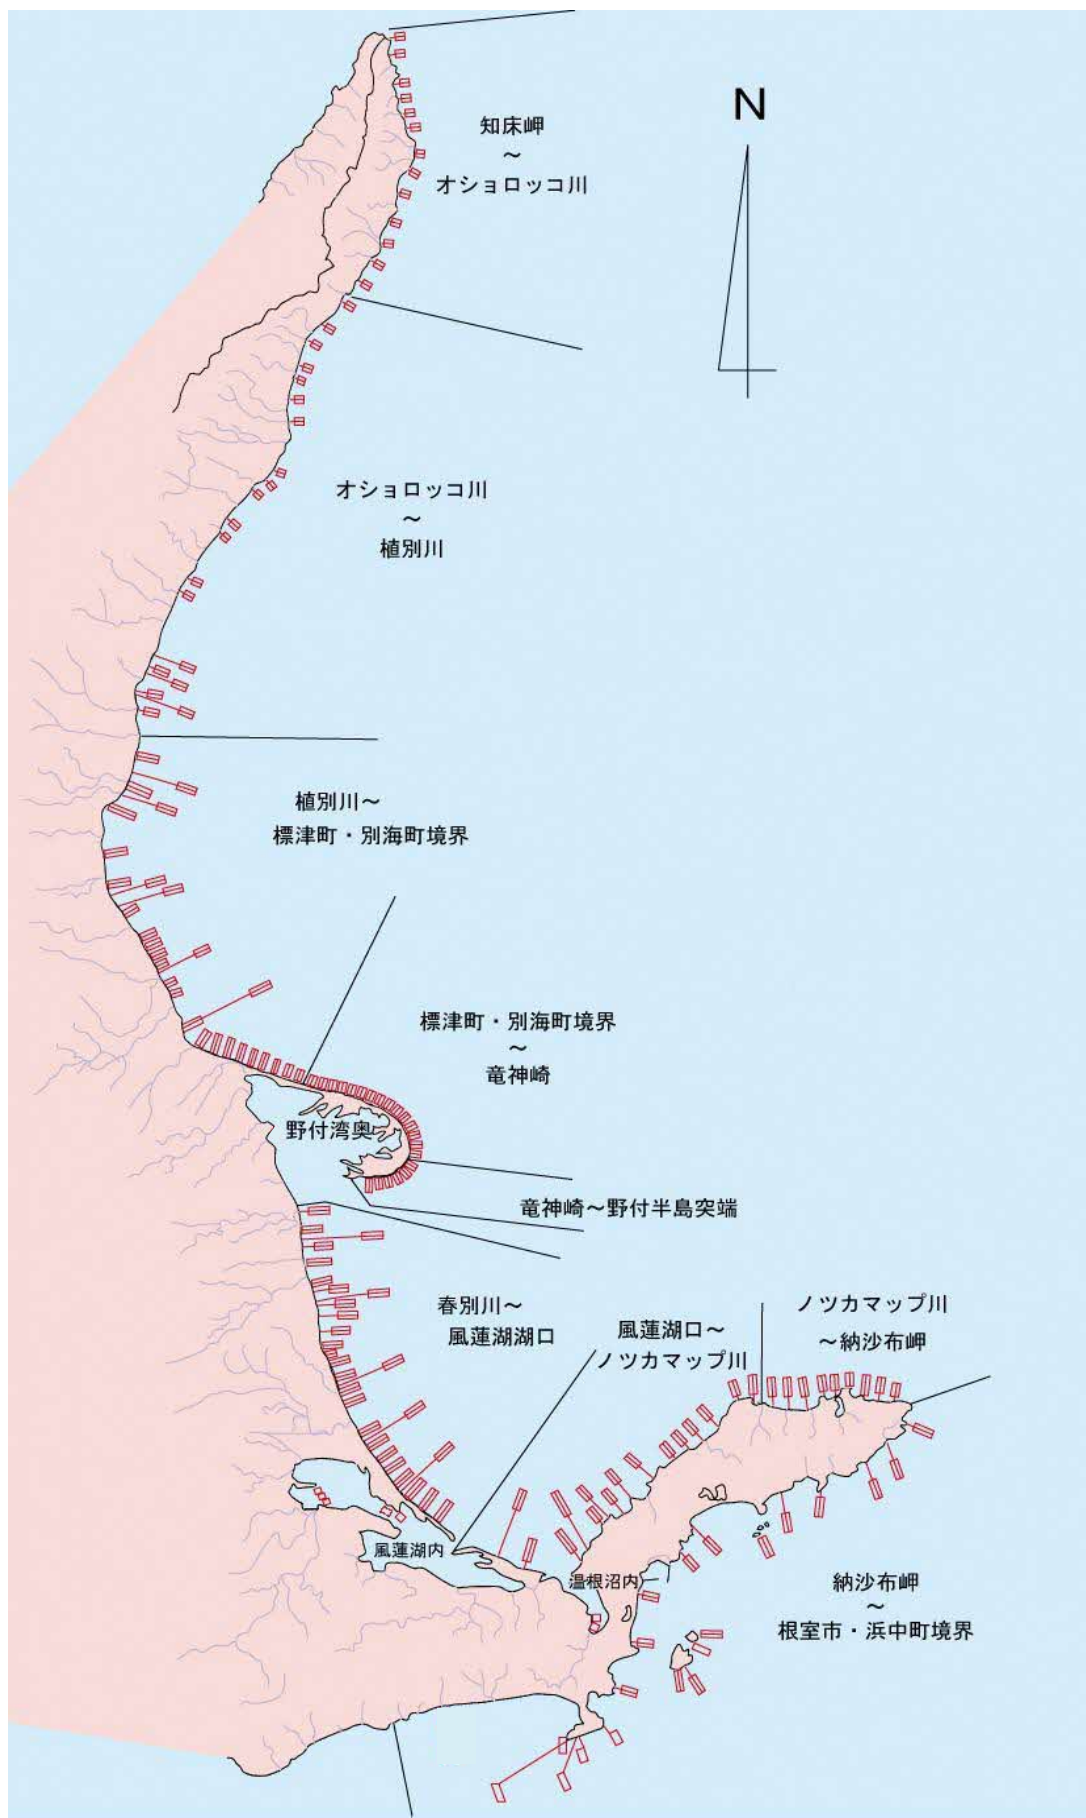 N
知床岬
～
オショロッコ川
オショロッコ川
～
植別川
植別川～
標津町・別海町境界
標津町・別海町境界
～
竜神崎
野付湾奥
竜神崎～野付半島突端
春別川～
風蓮湖湖口
風蓮湖口～
ノツカマップ川
ノツカマップ川
～納沙布岬
風蓮湖内
温根沼内
納沙布岬
～
根室市・浜中町境界